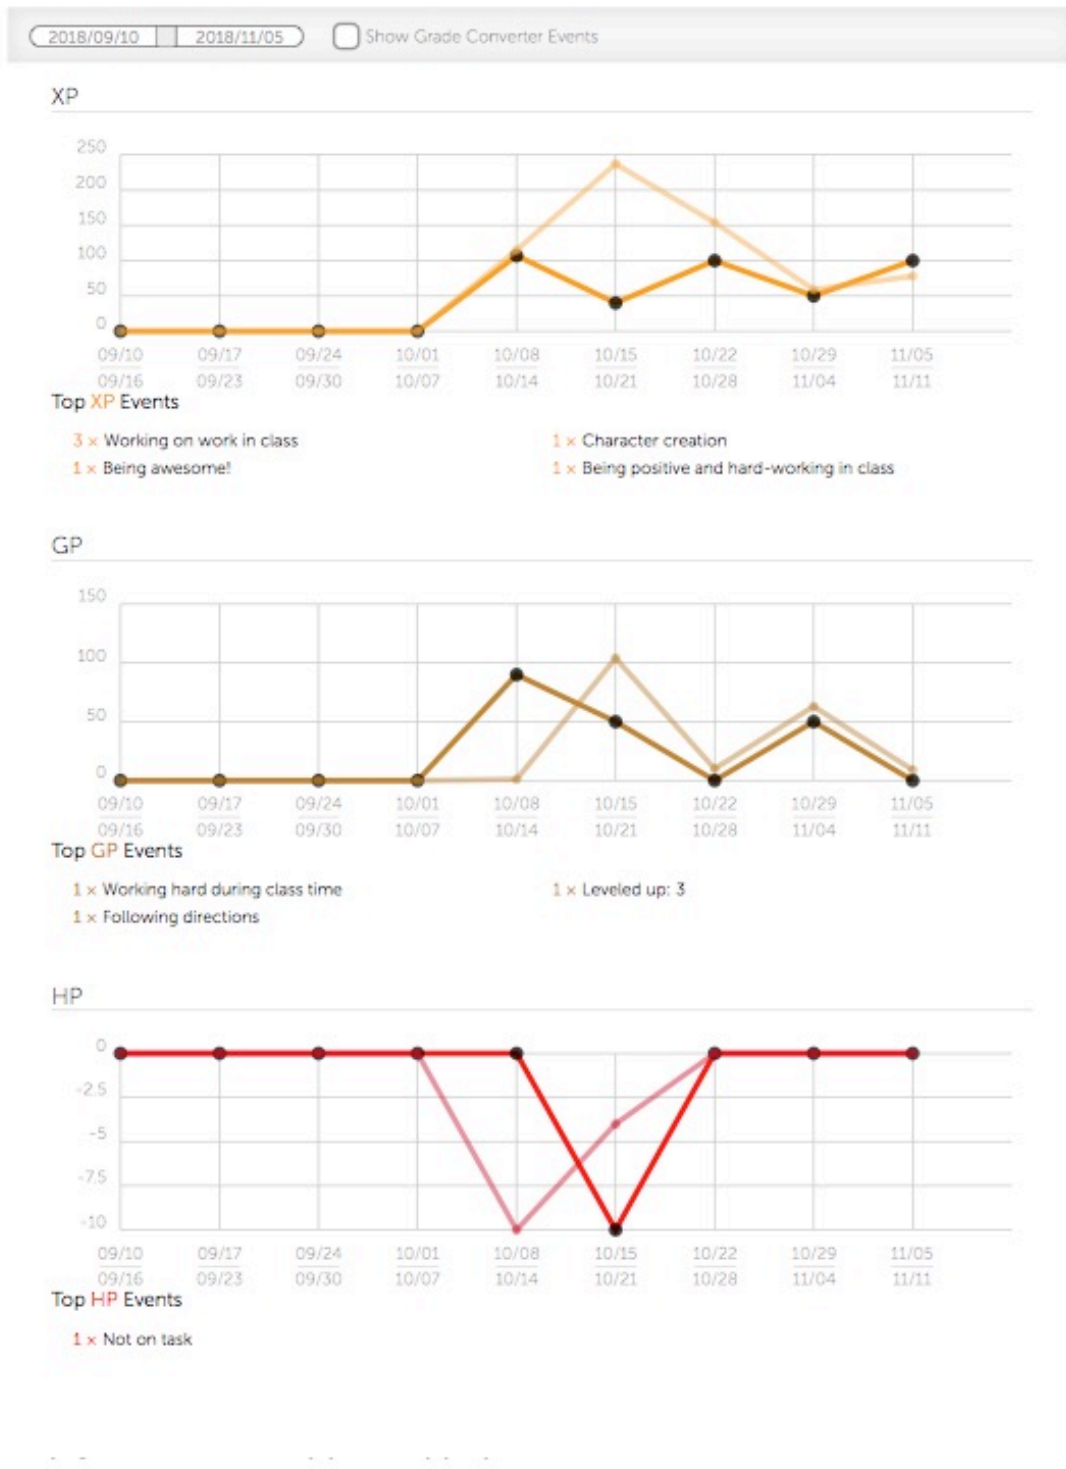 2018/09/10 2018/11/05 Show Grade Converter Events
XP
250
200
150
100
50
0
09/10 09/17 09/24 10/01 10/08 10/15 10/22 10/29 11/05
09/16 09/23 09/30 10/07 10/14 10/21 10/28 11/04 11/11
Top XP Events
3 × Working on work in class 1 × Character creation
1 × Being awesome! 1 × Being positive and hard-working in class
GP
150
100
50
0
09/10 09/17 09/24 10/01 10/08 10/15 10/22 10/29 11/05
09/16 09/23 09/30 10/07 10/14 10/21 10/28 11/04 11/11
Top GP Events
1 × Working hard during class time 1 × Leveled up: 3
1 × Following directions
HP
0
-2.5
-5
-7.5
-10
09/10 09/17 09/24 10/01 10/08 10/15 10/22 10/29 11/05
09/16 09/23 09/30 10/07 10/14 10/21 10/28 11/04 11/11
Top HP Events
1 × Not on task